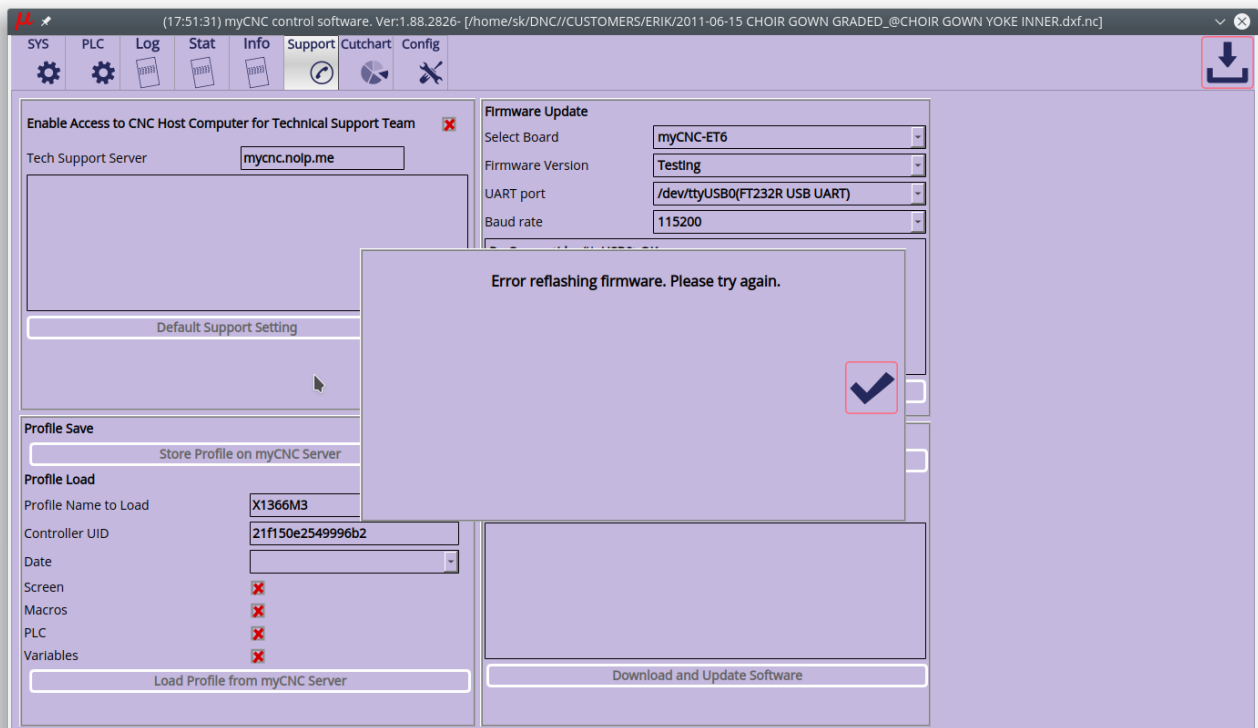 (17:51:31) myCNC control software. Ver:1.88.2826- [/home/sk/DNC//CUSTOMERS/ERIK/2011-06-15 CHOIR GOWN GRADED_@CHOIR GOWN YOKE INNER.dxf.nc]
SYS PLC Log Stat Info Support Cutchart Config
Enable Access to CNC Host Computer for Technical Support Team
Tech Support Server mycnc.noip.me
Default Support Setting
Firmware Update
Select Board myCNC-ET6
Firmware Version Testing
UART port /dev/ttyUSB0(FT232R USB UART)
Baud rate 115200
Error reflashing firmware. Please try again.
Profile Save
Store Profile on myCNC Server
Profile Load
Profile Name to Load X1366M3
Controller UID 21f150e2549996b2
Date
Screen
Macros
PLC
Variables
Load Profile from myCNC Server
Download and Update Software